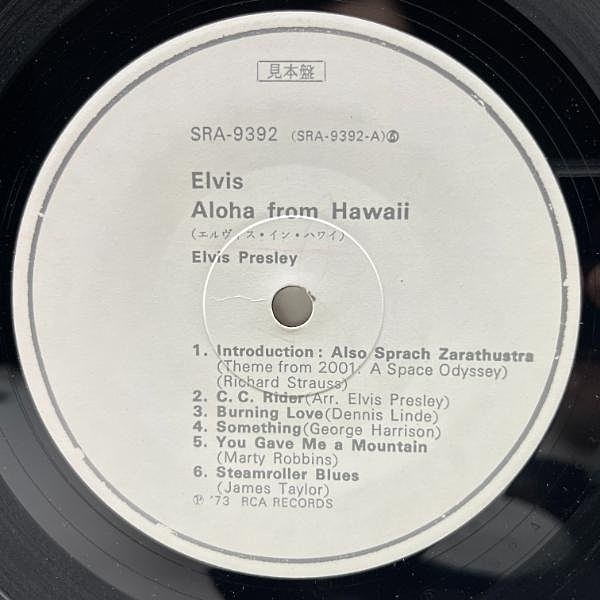 見本盤
SRA-9392 (SRA-9392-A)
Elvis
Aloha from Hawaii
(エルヴィス・イン・ハワイ)
Elvis Presley
1. Introduction: Also Sprach Zarathustra
(Theme from 2001: A Space Odyssey)
(Richard Strauss)
2. C. C. Rider(Arr. Elvis Presley)
3. Burning Love(Dennis Linde)
4. Something(George Harrison)
5. You Gave Me a Mountain
(Marty Robbins)
6. Steamroller Blues
(James Taylor)
Ⓟ '73 RCA RECORDS